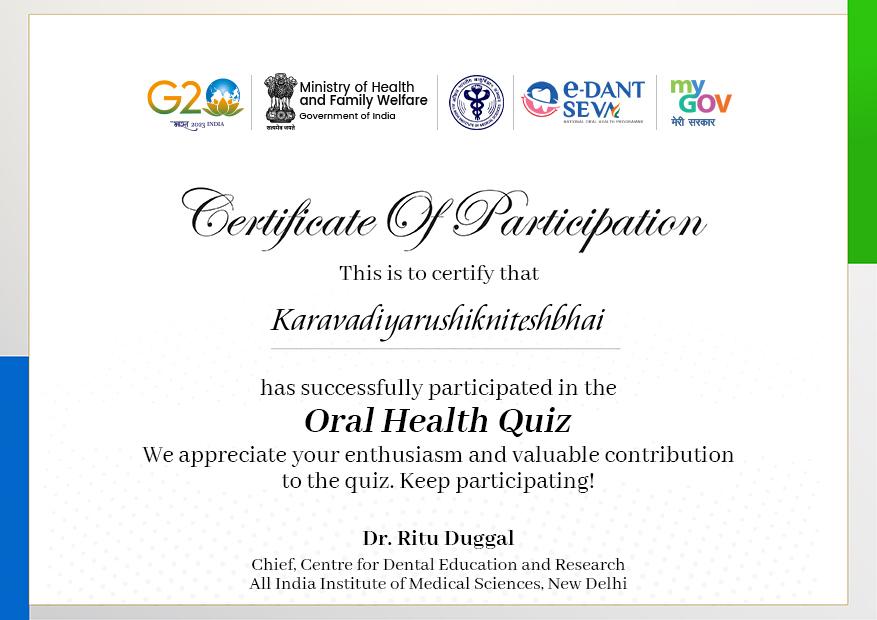 G20
भारत 2023 INDIA
सत्यमेव जयते
Ministry of Health
and Family Welfare
Government of India
e-DANT
SEVA
NATIONAL ORAL HEALTH PROGRAMME
my
GOV
मेरी सरकार
Certificate Of Participation
This is to certify that
Karavadiyarushikniteshbhai
has successfully participated in the
Oral Health Quiz
We appreciate your enthusiasm and valuable contribution
to the quiz. Keep participating!
Dr. Ritu Duggal
Chief, Centre for Dental Education and Research
All India Institute of Medical Sciences, New Delhi